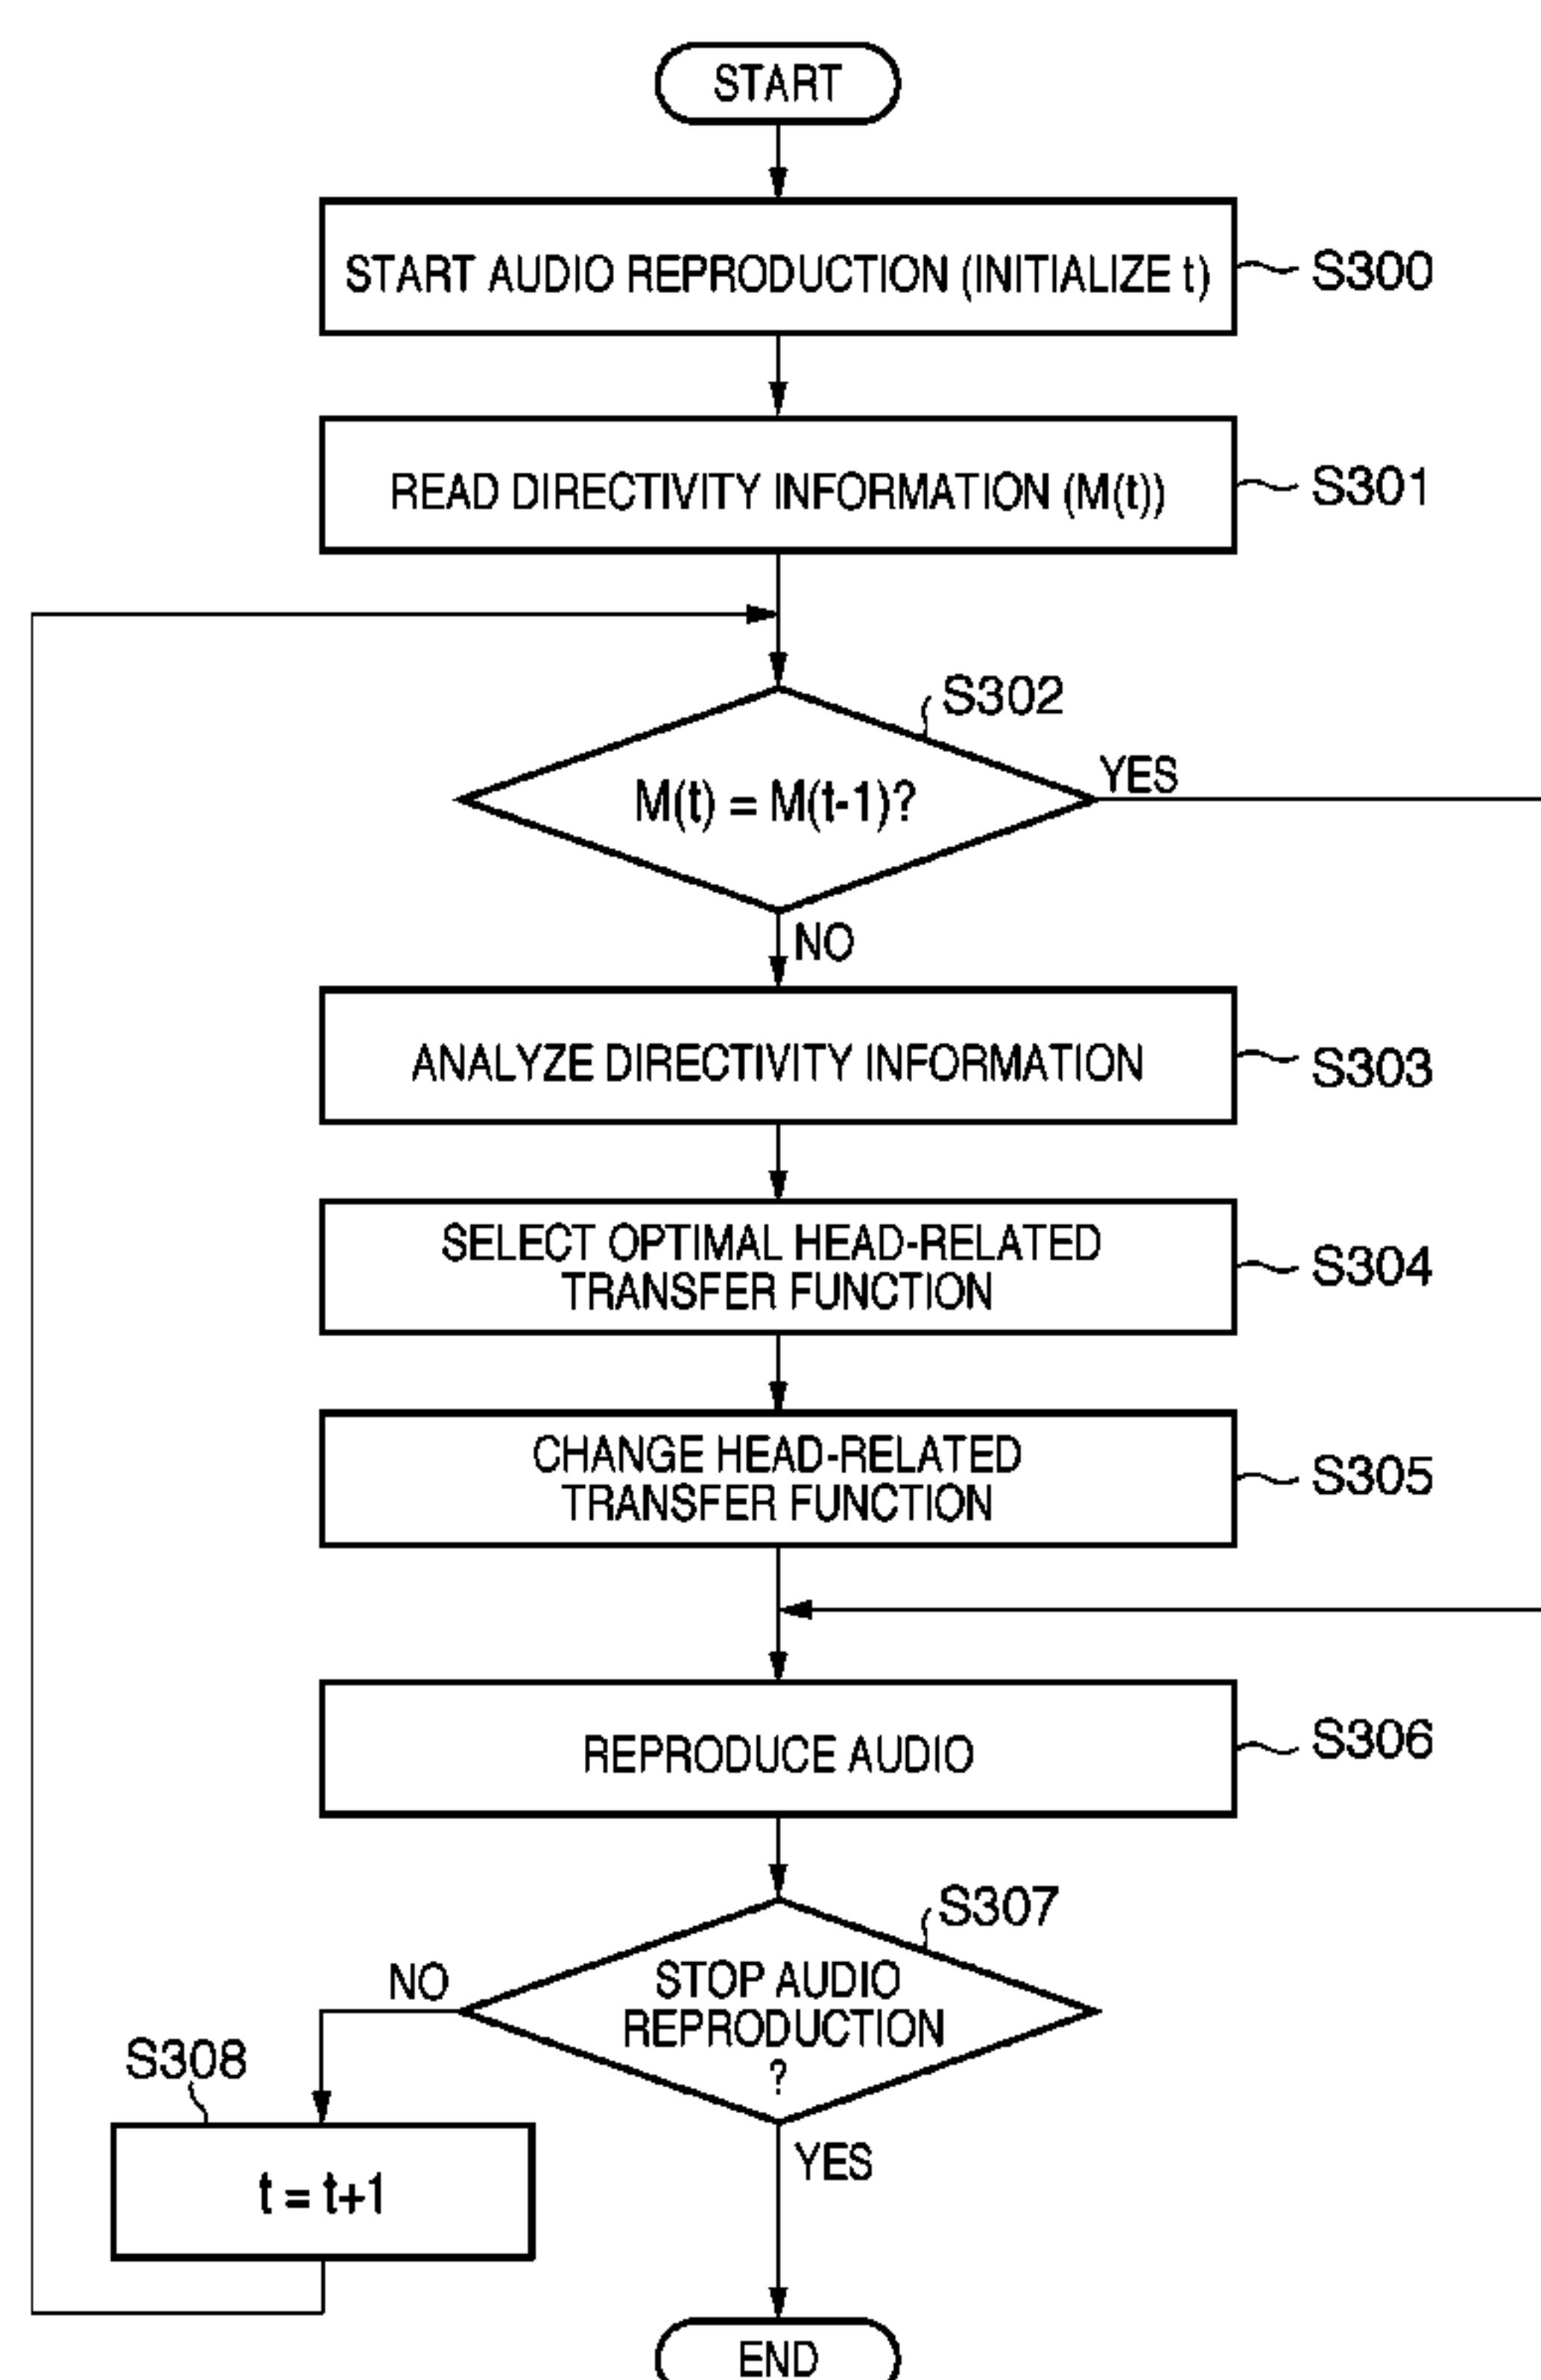 START
START AUDIO REPRODUCTION (INITIALIZE t)
S300
READ DIRECTIVITY INFORMATION (M(t))
S301
S302
M(t) = M(t-1)?
YES
NO
ANALYZE DIRECTIVITY INFORMATION
S303
SELECT OPTIMAL HEAD-RELATED
TRANSFER FUNCTION
S304
CHANGE HEAD-RELATED
TRANSFER FUNCTION
S305
REPRODUCE AUDIO
S306
S307
STOP AUDIO
REPRODUCTION
?
NO
S308
t = t+1
YES
END